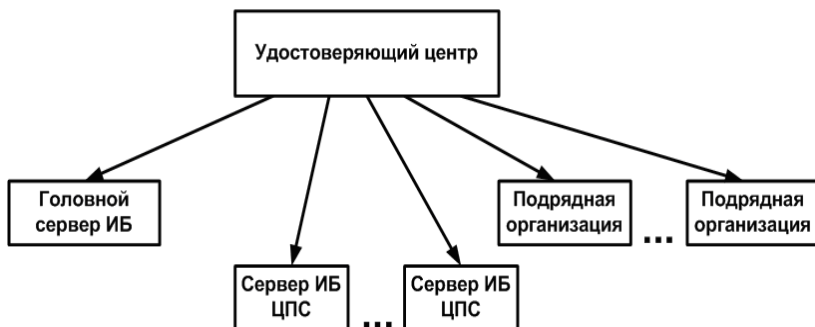 Удостоверяющий центр
Головной
сервер ИБ
Подрядная
организация
...
Подрядная
организация
Сервер ИБ
ЦПС
...
Сервер ИБ
ЦПС